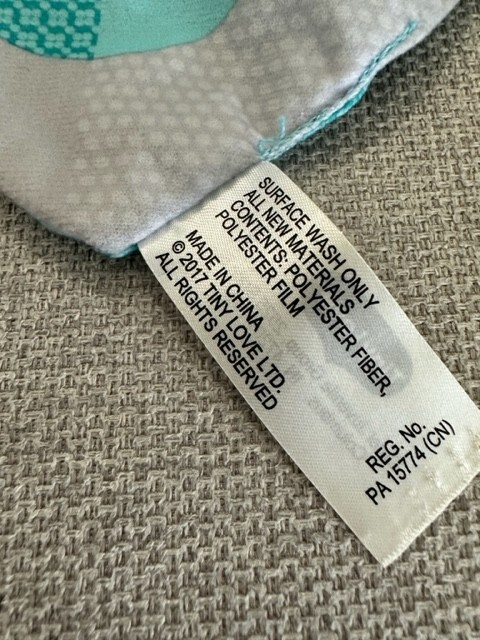 SURFACE WASH ONLY
ALL NEW MATERIALS
CONTENTS: POLYESTER FIBER,
POLYESTER FILM
MADE IN CHINA
© 2017 TINY LOVE LTD.
ALL RIGHTS RESERVED
REG. No.
PA 15774 (CN)